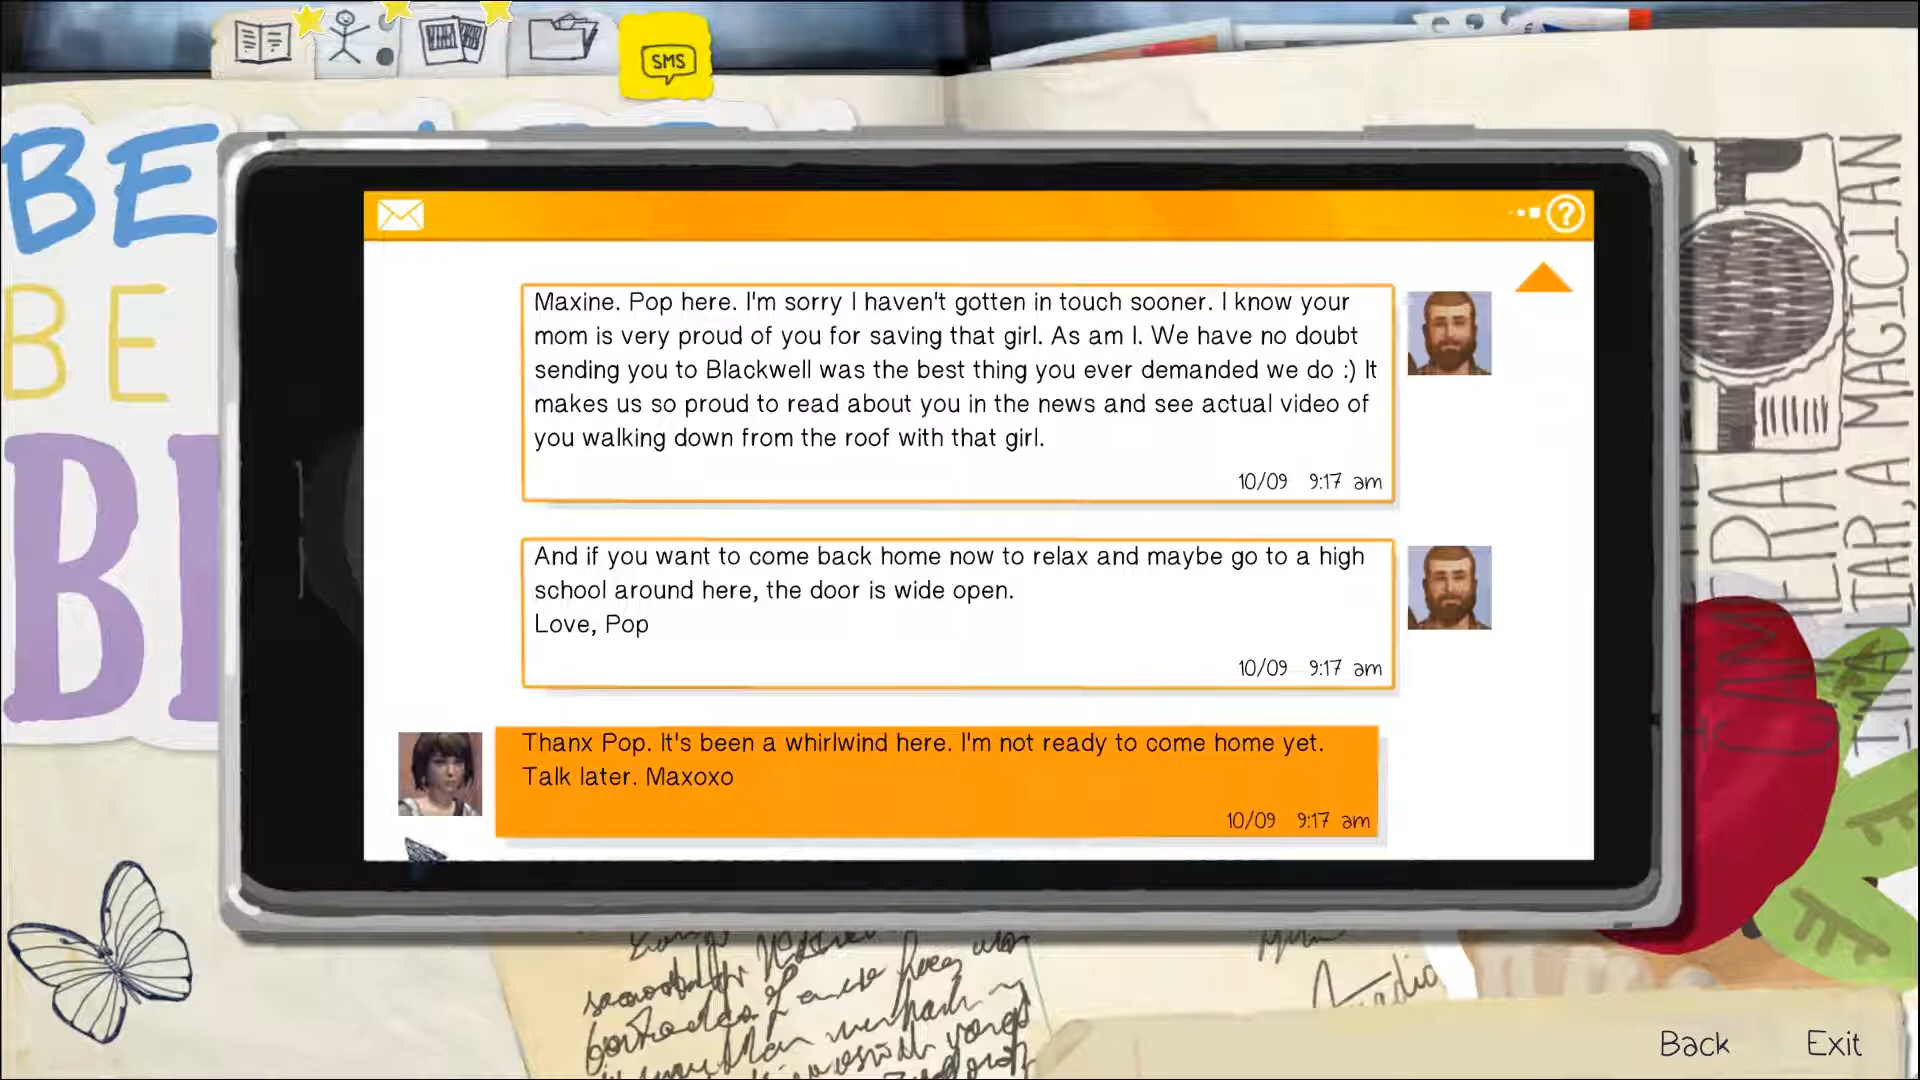 SMS
BE
BE
Maxine. Pop here. I'm sorry I haven't gotten in touch sooner. I know your
mom is very proud of you for saving that girl. As am I. We have no doubt
sending you to Blackwell was the best thing you ever demanded we do :) It
makes us so proud to read about you in the news and see actual video of
you walking down from the roof with that girl.
10/09 9:17 am
And if you want to come back home now to relax and maybe go to a high
school around here, the door is wide open.
Love, Pop
10/09 9:17 am
Thanx Pop. It's been a whirlwind here. I'm not ready to come home yet.
Talk later. Maxoxo
10/09 9:17 am
LIAR, A MAGICIAN
Back Exit